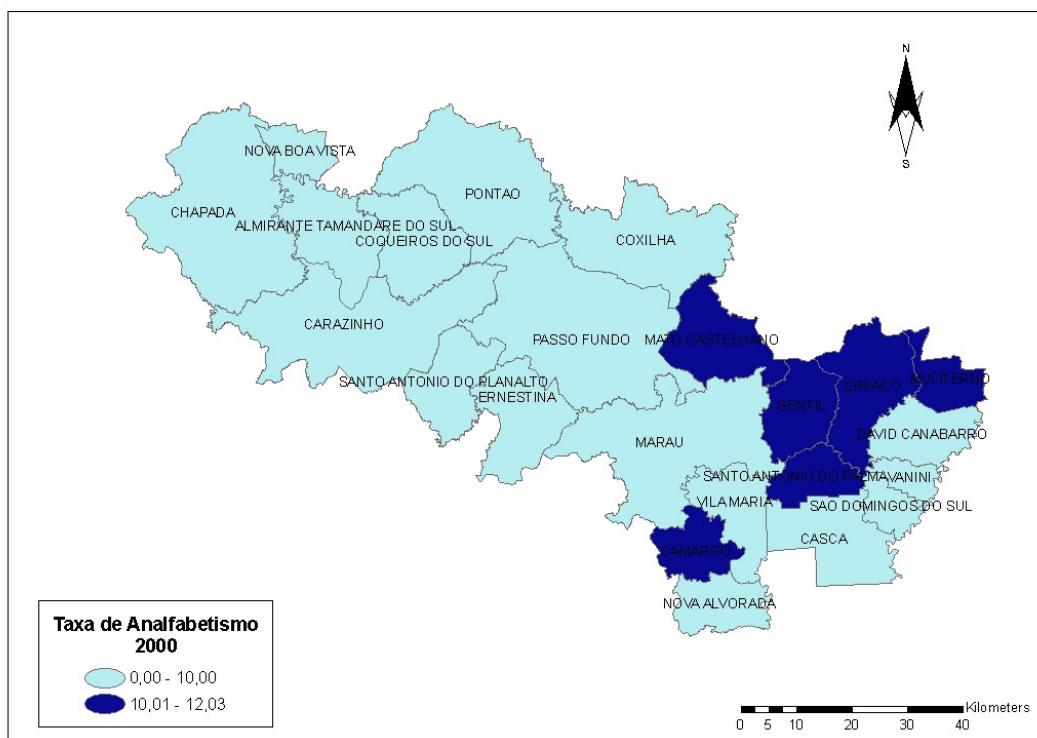 N
S
NOVA BOA VISTA
PONTAO
CHAPADA
ALMIRANTE TAMANDARE DO SUL
COQUEIROS DO SUL
COXILHA
CARAZINHO
PASSO FUNDO
MATO CASTELHANO
SANTO ANTONIO DO PLANALTO
ERNESTINA
GENTIL
CIRIACO
MULITERNO
MARAU
DAVID CANABARRO
SANTO ANTONIO DO PALMA
VANINI
VILA MARIA
SAO DOMINGOS DO SUL
CASCA
CAMARGO
NOVA ALVORADA
Taxa de Analfabetismo
2000
0,00 - 10,00
10,01 - 12,03
Kilometers
0 5 10 20 30 40